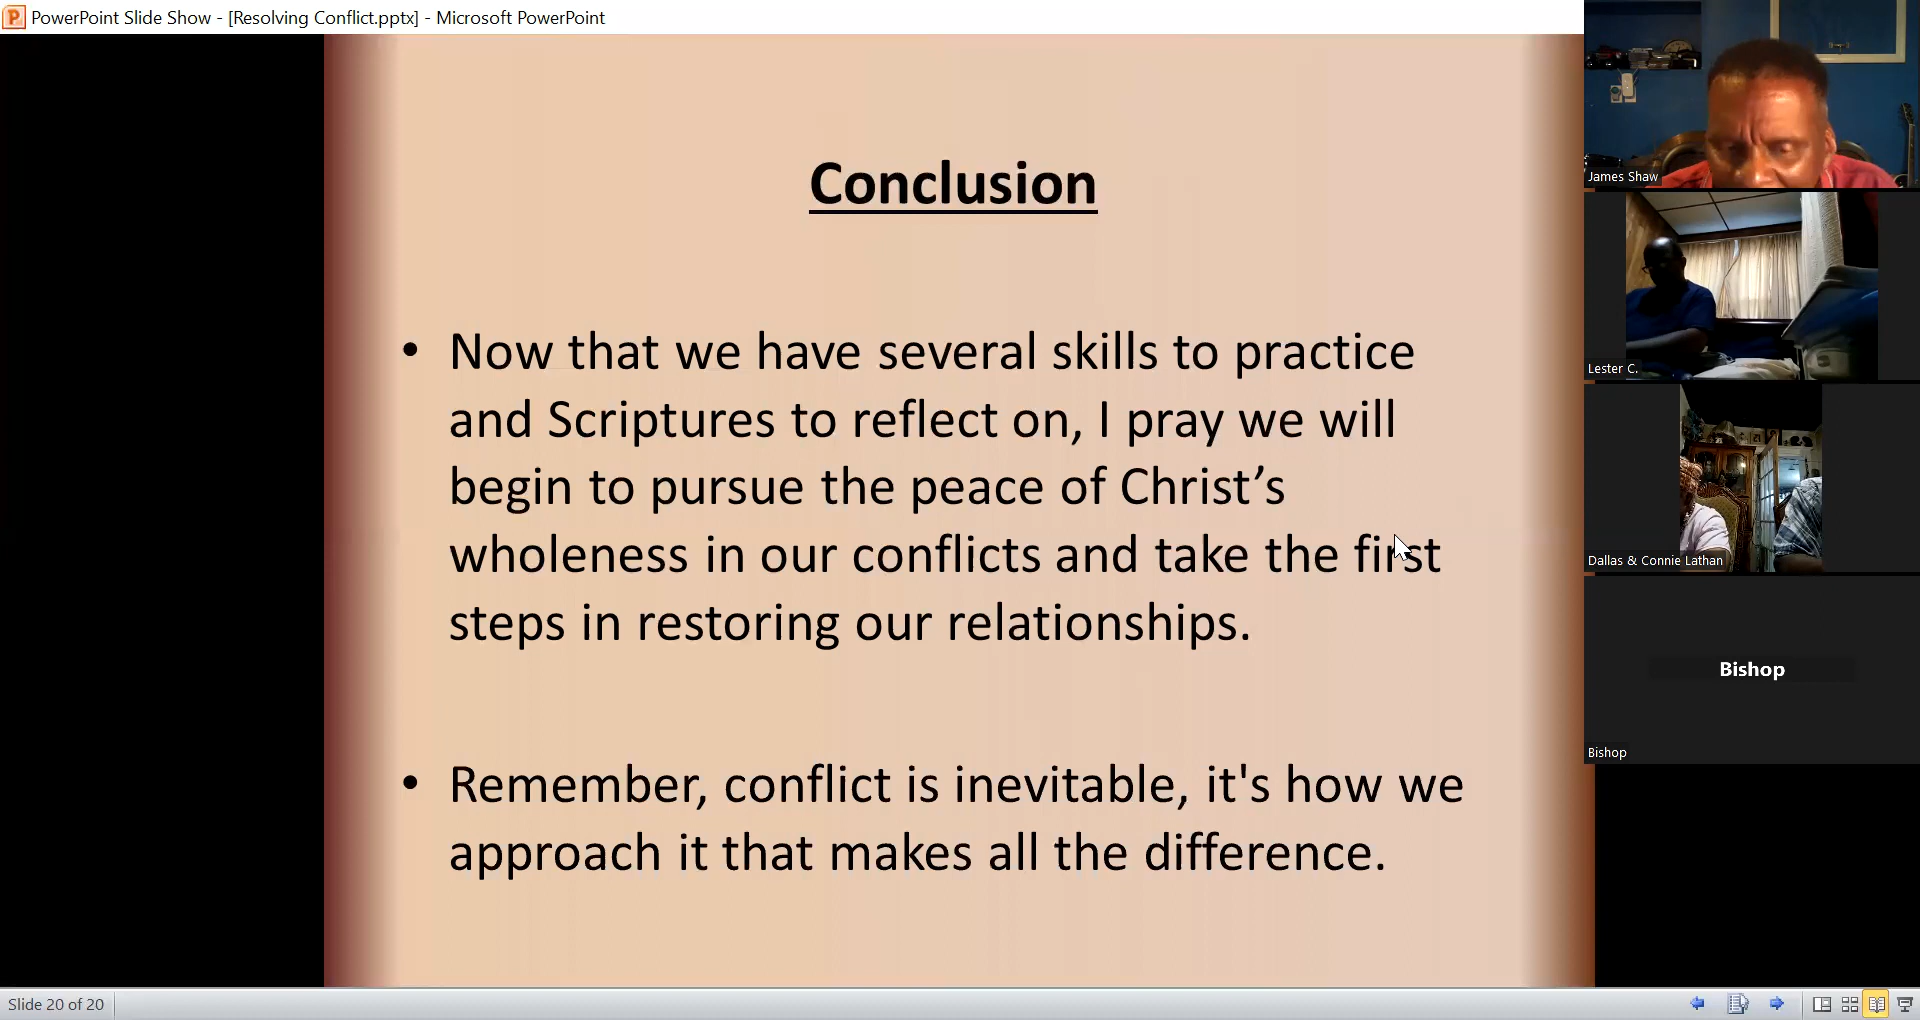 PowerPoint Slide Show - [Resolving Conflict.pptx] - Microsoft PowerPoint
Conclusion
• Now that we have several skills to practice
and Scriptures to reflect on, I pray we will
begin to pursue the peace of Christ’s
wholeness in our conflicts and take the first
steps in restoring our relationships.
• Remember, conflict is inevitable, it's how we
approach it that makes all the difference.
James Shaw
Lester C.
Dallas & Connie Lathan
Bishop
Bishop
Slide 20 of 20